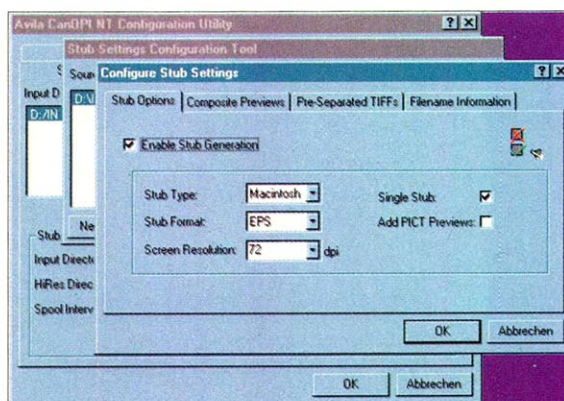 Avila CanOPI NT Configuration Utility
Stub Settings Configuration Tool
Configure Stub Settings
Input D
D:/IN
Stub Options
Composite Previews
Pre-Separated TIFFs
Filename Information
Enable Stub Generation
Stub Type: Macintosh
Single Stub:
Stub Format: EPS
Add PICT Previews:
Screen Resolution: 72 dpi
Ne
Stub
Input Direct
HiRes Direc
Spool Interv
OK
Abbrechen
OK
Abbrechen